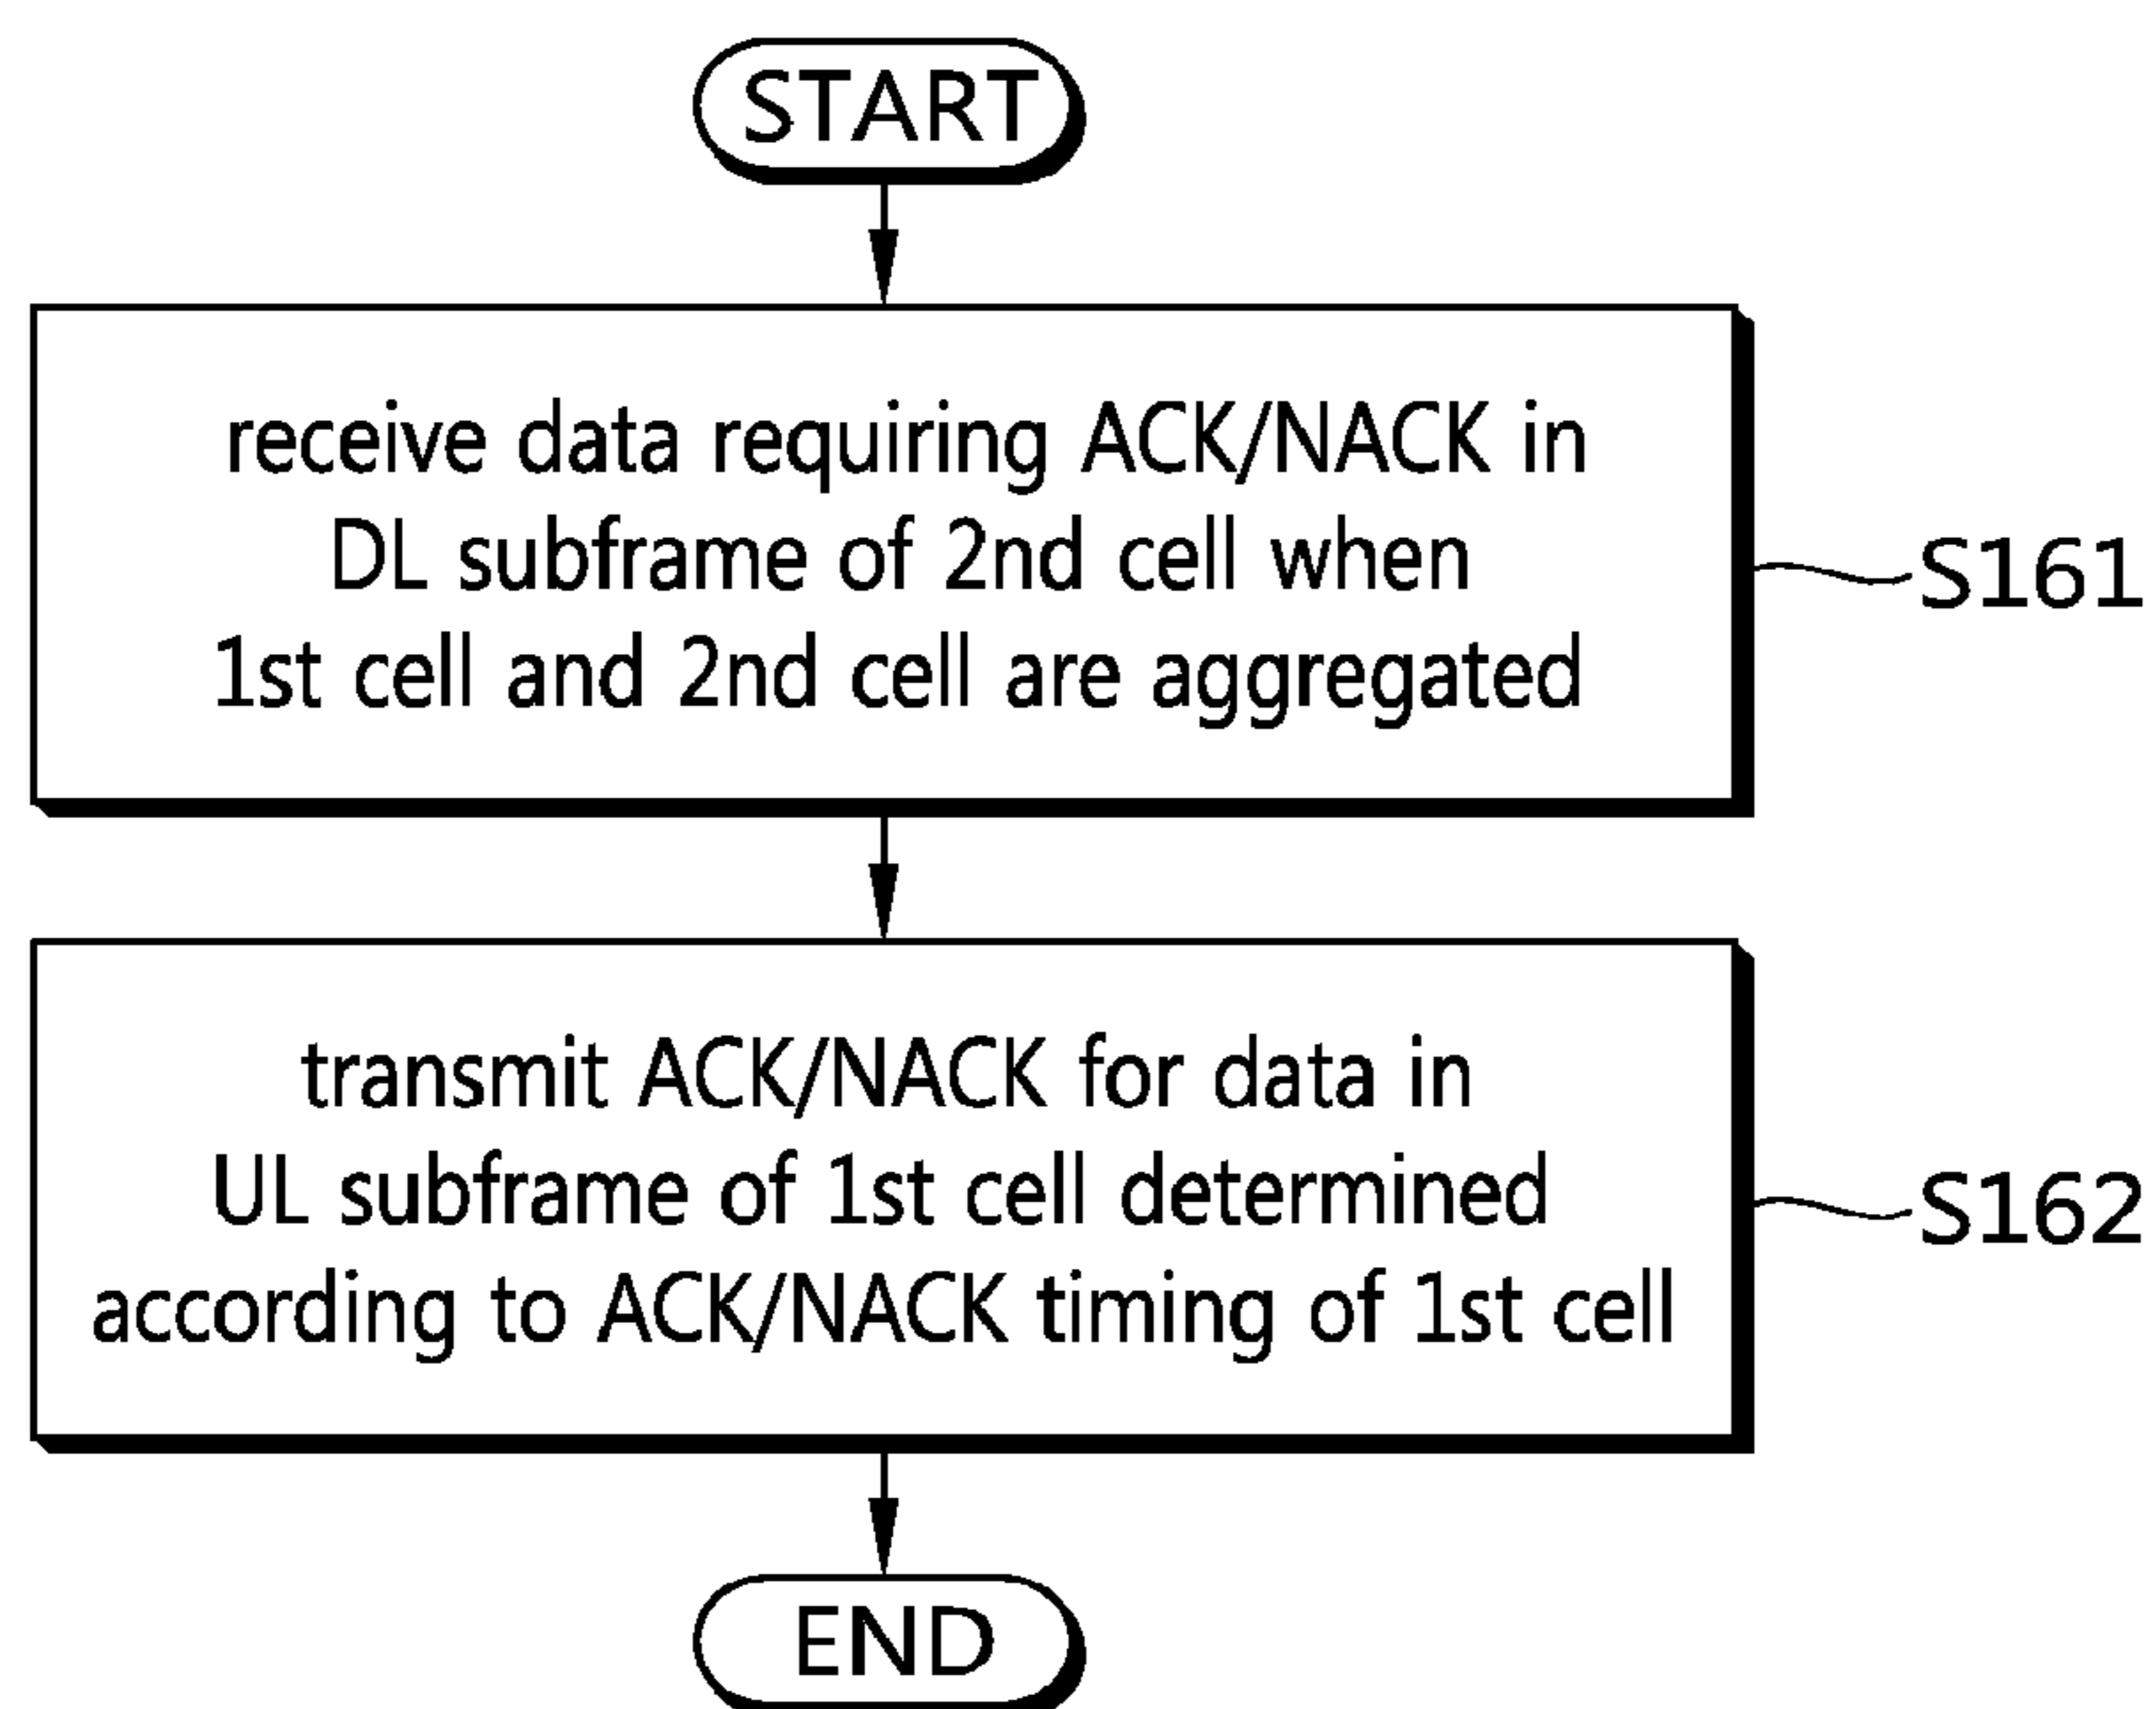 START
receive data requiring ACK/NACK in
DL subframe of 2nd cell when
1st cell and 2nd cell are aggregated
S161
transmit ACK/NACK for data in
UL subframe of 1st cell determined
according to ACK/NACK timing of 1st cell
S162
END